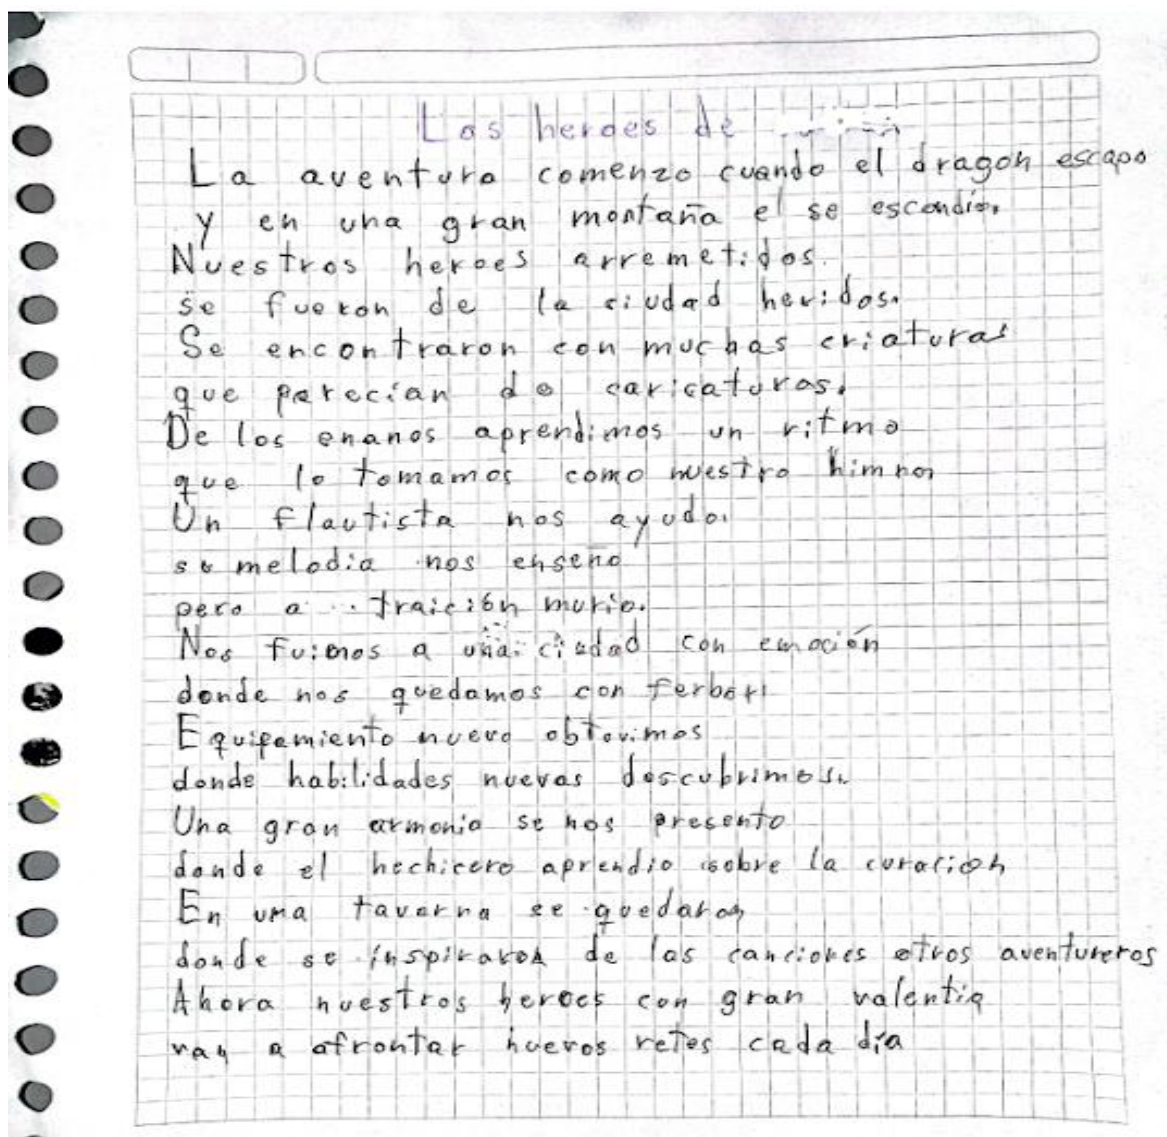 Los heroes de
La aventura comenzo cuando el dragon escapo
y en una gran montaña el se escondio.
Nuestros heroes arremetidos.
se fueron de la ciudad heridos.
Se encontraron con muchas criaturas
que parecían de caricaturas.
De los enanos aprendimos un ritmo
que lo tomamos como nuestro himno.
Un flautista nos ayudo.
su melodia nos enseño
pero a traición murio.
Nos fuimos a una ciudad con emoción
donde nos quedamos con
Equipamiento nuevo obtuvimos
donde habilidades nuevas descubrimos.
Una gran armonia se nos presento
donde el hechicero aprendio sobre la curacion
En una taverna se quedaron
donde se inspiraron de las canciones otros aventureros
Ahora nuestros heroes con gran valentia
van a afrontar nuevos retos cada día